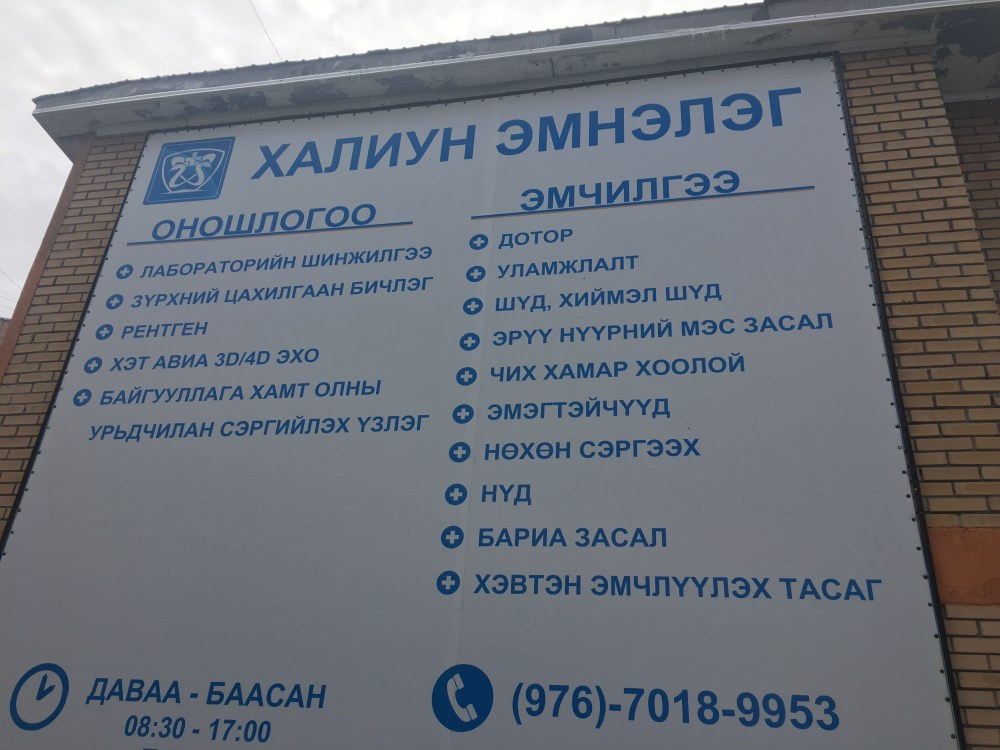 ХАЛИУН ЭМНЭЛЭГ
ОНОШЛОГОО
ЛАБОРАТОРИЙН ШИНЖИЛГЭЭ
ЗҮРХНИЙ ЦАХИЛГААН БИЧЛЭГ
РЕНТГЕН
ХЭТ АВИА 3D/4D ЭХО
БАЙГУУЛЛАГА ХАМТ ОЛНЫ
УРЬДЧИЛАН СЭРГИЙЛЭХ ҮЗЛЭГ
ЭМЧИЛГЭЭ
ДОТОР
УЛАМЖЛАЛТ
ШҮД, ХИЙМЭЛ ШҮД
ЭРҮҮ НҮҮРНИЙ МЭС ЗАСАЛ
ЧИХ ХАМАР ХООЛОЙ
ЭМЭГТЭЙЧҮҮД
НӨХӨН СЭРГЭЭХ
НҮД
БАРИА ЗАСАЛ
ХЭВТЭН ЭМЧЛҮҮЛЭХ ТАСАГ
ДАВАА - БААСАН
08:30 - 17:00
(976)-7018-9953